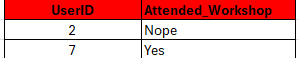 UserID Attended_Workshop
2 Nope
7 Yes